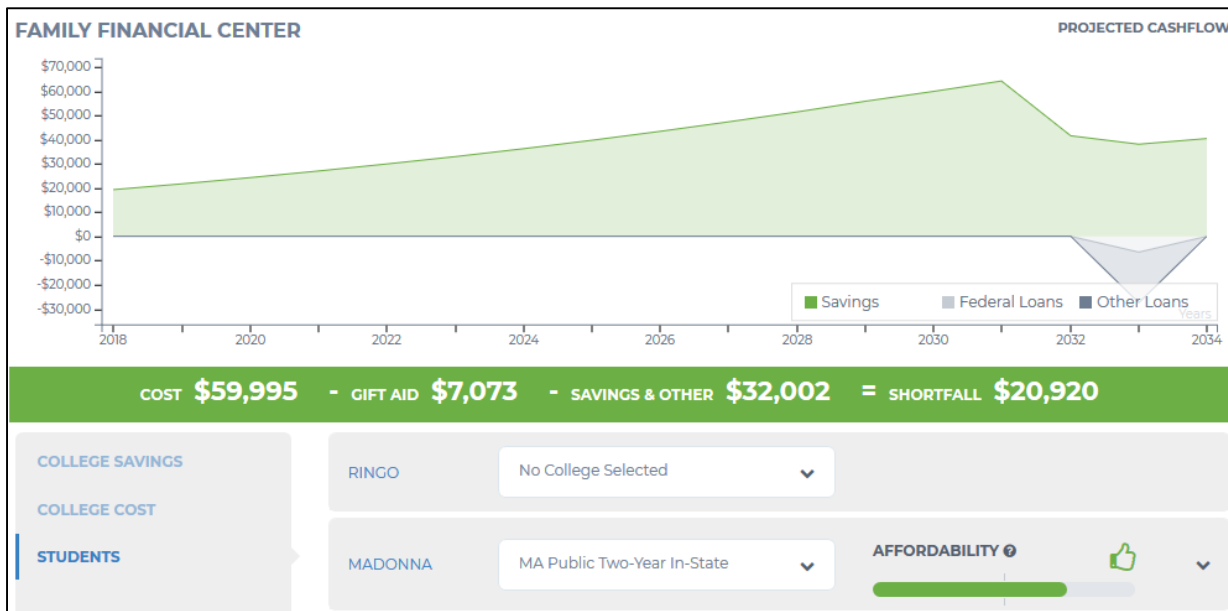 FAMILY FINANCIAL CENTER
PROJECTED CASHFLOW
$70,000
$60,000
$50,000
$40,000
$30,000
$20,000
$10,000
$0
-$10,000
-$20,000
-$30,000
Savings Federal Loans Other Loans
Years
2018 2020 2022 2024 2026 2028 2030 2032 2034
COST $59,995 - GIFT AID $7,073 - SAVINGS & OTHER $32,002 = SHORTFALL $20,920
COLLEGE SAVINGS
COLLEGE COST
STUDENTS
RINGO No College Selected
MADONNA MA Public Two-Year In-State AFFORDABILITY ?